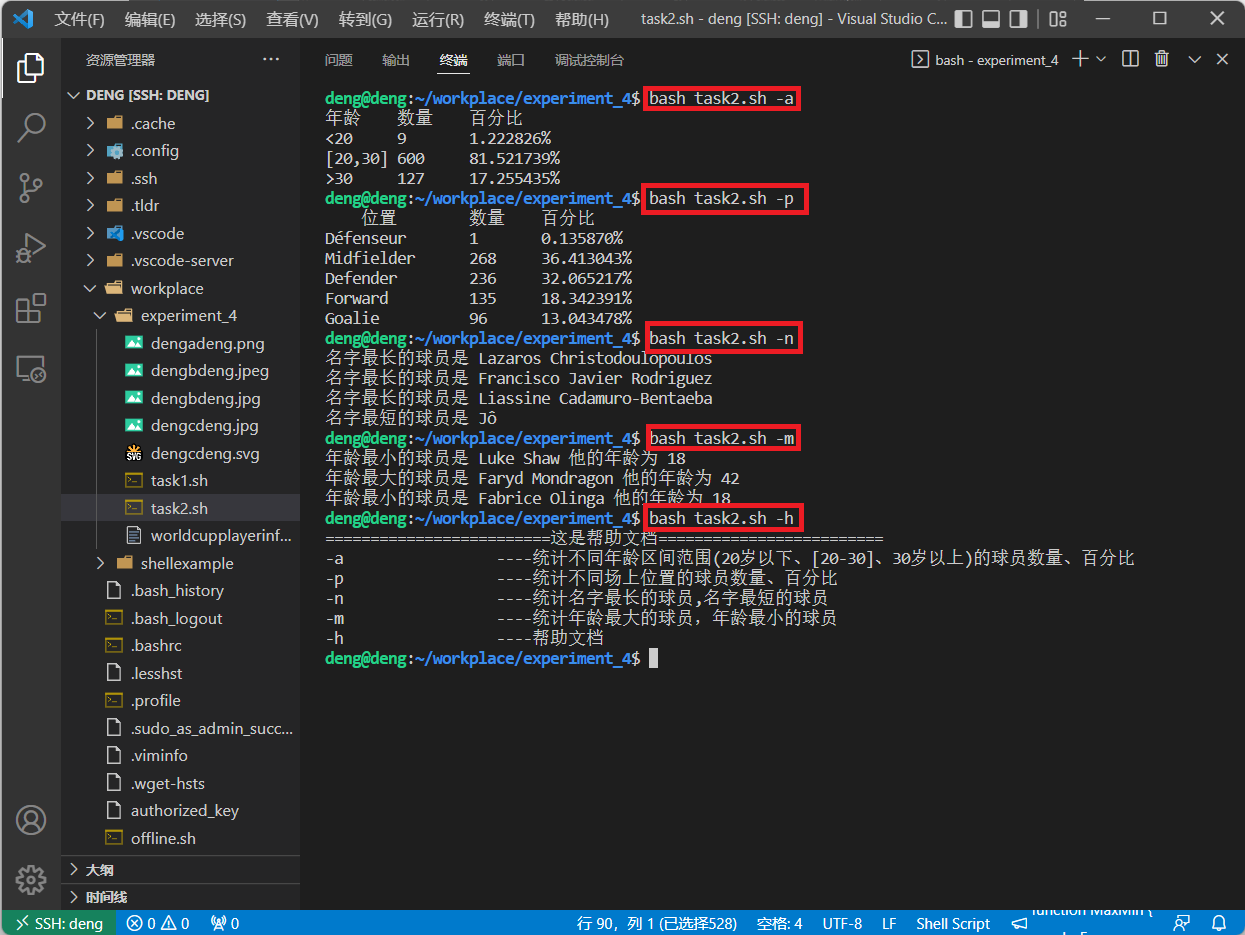 文件(F) 编辑(E) 选择(S) 查看(V) 转到(G) 运行(R) 终端(T) 帮助(H) task2.sh - deng [SSH: deng] - Visual Studio C...
资源管理器 ···
DENG [SSH: DENG]
.cache
.config
.ssh
.tldr
.vscode
.vscode-server
workplace
experiment_4
dengadeng.png
dengbdeng.jpeg
dengbdeng.jpg
dengcdeng.jpg
SVG dengcdeng.svg
task1.sh
task2.sh
worldcupplayerinf...
shellexample
.bash_history
.bash_logout
.bashrc
.lesshst
.profile
.sudo_as_admin_succ...
.viminfo
.wget-hsts
authorized_key
offline.sh
大纲
时间线
问题 输出 终端 端口 调试控制台 bash - experiment_4
deng@deng:~/workplace/experiment_4$ bash task2.sh -a
年龄 数量 百分比
<20 9 1.222826%
[20,30] 600 81.521739%
>30 127 17.255435%
deng@deng:~/workplace/experiment_4$ bash task2.sh -p
位置 数量 百分比
Défenseur 1 0.135870%
Midfielder 268 36.413043%
Defender 236 32.065217%
Forward 135 18.342391%
Goalie 96 13.043478%
deng@deng:~/workplace/experiment_4$ bash task2.sh -n
名字最长的球员是 Lazaros Christodoulopoulos
名字最长的球员是 Francisco Javier Rodriguez
名字最长的球员是 Liassine Cadamuro-Bentaeba
名字最短的球员是 Jô
deng@deng:~/workplace/experiment_4$ bash task2.sh -m
年龄最小的球员是 Luke Shaw 他的年龄为 18
年龄最大的球员是 Faryd Mondragon 他的年龄为 42
年龄最小的球员是 Fabrice Olinga 他的年龄为 18
deng@deng:~/workplace/experiment_4$ bash task2.sh -h
=========================这是帮助文档=========================
-a ----统计不同年龄区间范围(20岁以下、[20-30]、30岁以上)的球员数量、百分比
-p ----统计不同场上位置的球员数量、百分比
-n ----统计名字最长的球员,名字最短的球员
-m ----统计年龄最大的球员，年龄最小的球员
-h ----帮助文档
deng@deng:~/workplace/experiment_4$
SSH: deng 0 0 0 行 90，列 1 (已选择528) 空格: 4 UTF-8 LF Shell Script function MaxMin {